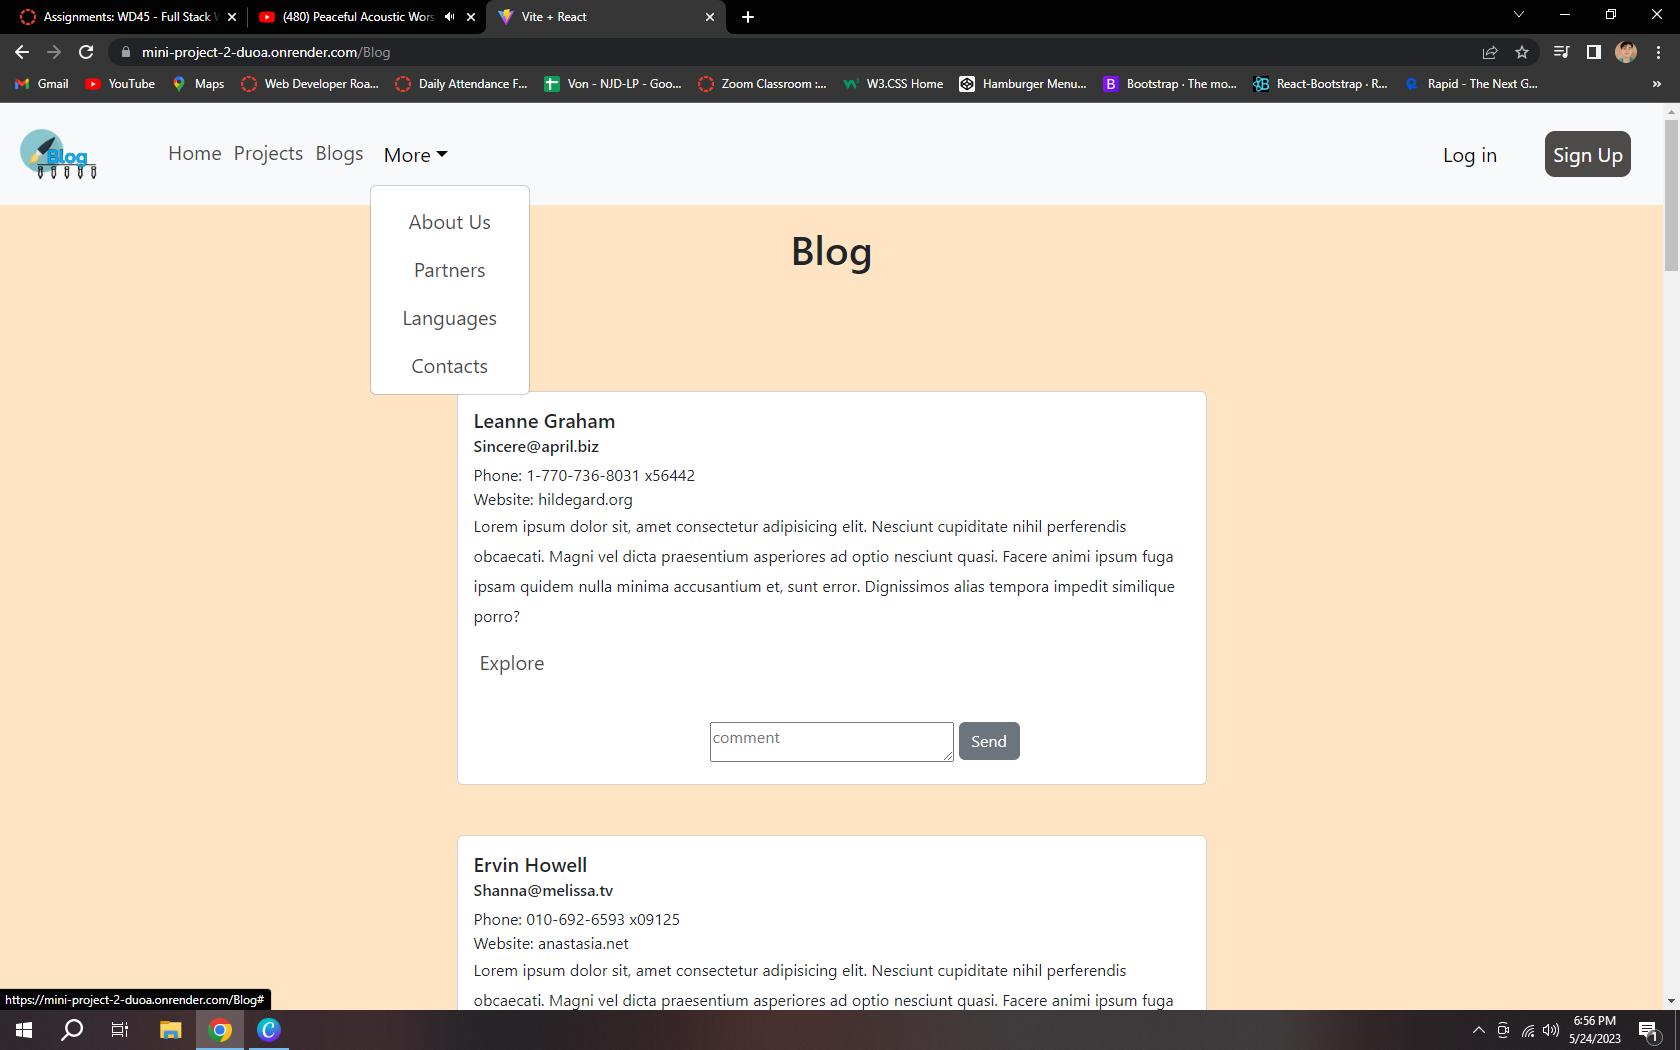 Assignments: WD45 - Full Stack W
(480) Peaceful Acoustic Wors
Vite + React
mini-project-2-duoa.onrender.com/Blog
Gmail
YouTube
Maps
Web Developer Roa...
Daily Attendance F...
Von - NJD-LP - Goo...
Zoom Classroom :...
W3.CSS Home
Hamburger Menu...
B
Bootstrap · The mo...
React-Bootstrap · R...
Rapid - The Next G...
»
Blog
Home
Projects
Blogs
More
Log in
Sign Up
About Us
Partners
Languages
Contacts
Blog
Leanne Graham
Sincere@april.biz
Phone: 1-770-736-8031 x56442
Website: hildegard.org
Lorem ipsum dolor sit, amet consectetur adipisicing elit. Nesciunt cupiditate nihil perferendis
obcaecati. Magni vel dicta praesentium asperiores ad optio nesciunt quasi. Facere animi ipsum fuga
ipsam quidem nulla minima accusantium et, sunt error. Dignissimos alias tempora impedit similique
porro?
Explore
comment
Send
Ervin Howell
Shanna@melissa.tv
Phone: 010-692-6593 x09125
Website: anastasia.net
Lorem ipsum dolor sit, amet consectetur adipisicing elit. Nesciunt cupiditate nihil perferendis
obcaecati. Magni vel dicta praesentium asperiores ad optio nesciunt quasi. Facere animi ipsum fuga
https://mini-project-2-duoa.onrender.com/Blog#
6:56 PM
5/24/2023
1